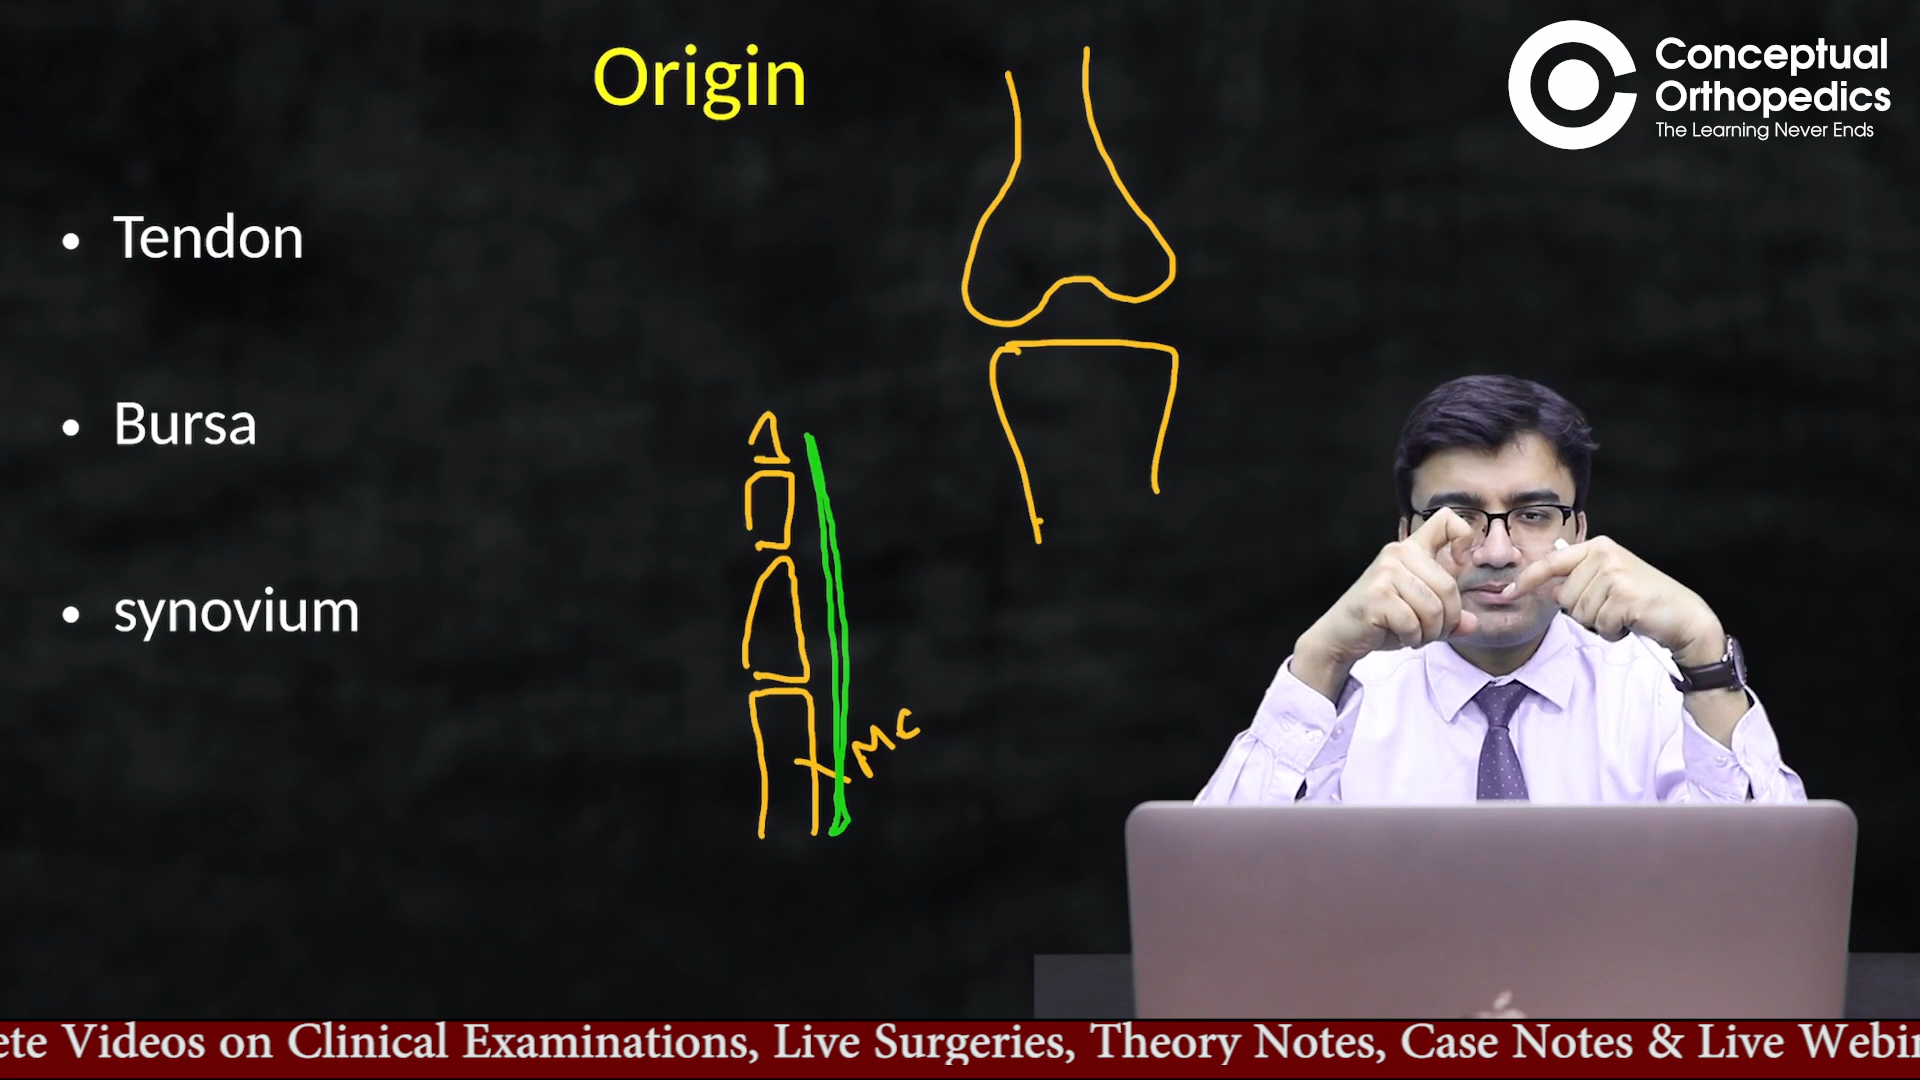 Origin
Conceptual
Orthopedics
The Learning Never Ends
• Tendon
• Bursa
• synovium
MC
ete Videos on Clinical Examinations, Live Surgeries, Theory Notes, Case Notes & Live Webin